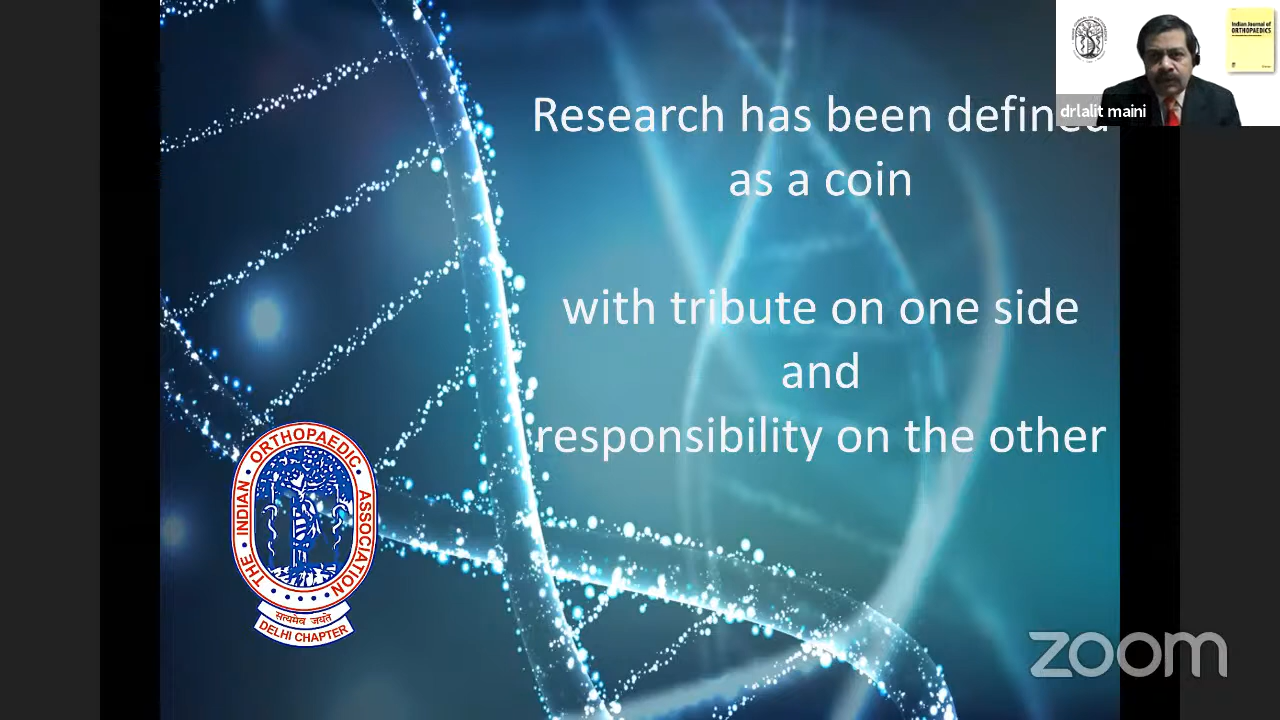 Research has been defined
as a coin
with tribute on one side
and
responsibility on the other
Indian Journal of
ORTHOPAEDICS
drlalit maini
THE INDIAN ORTHOPAEDIC ASSOCIATION
सत्यमेव जयते
DELHI CHAPTER
zoom